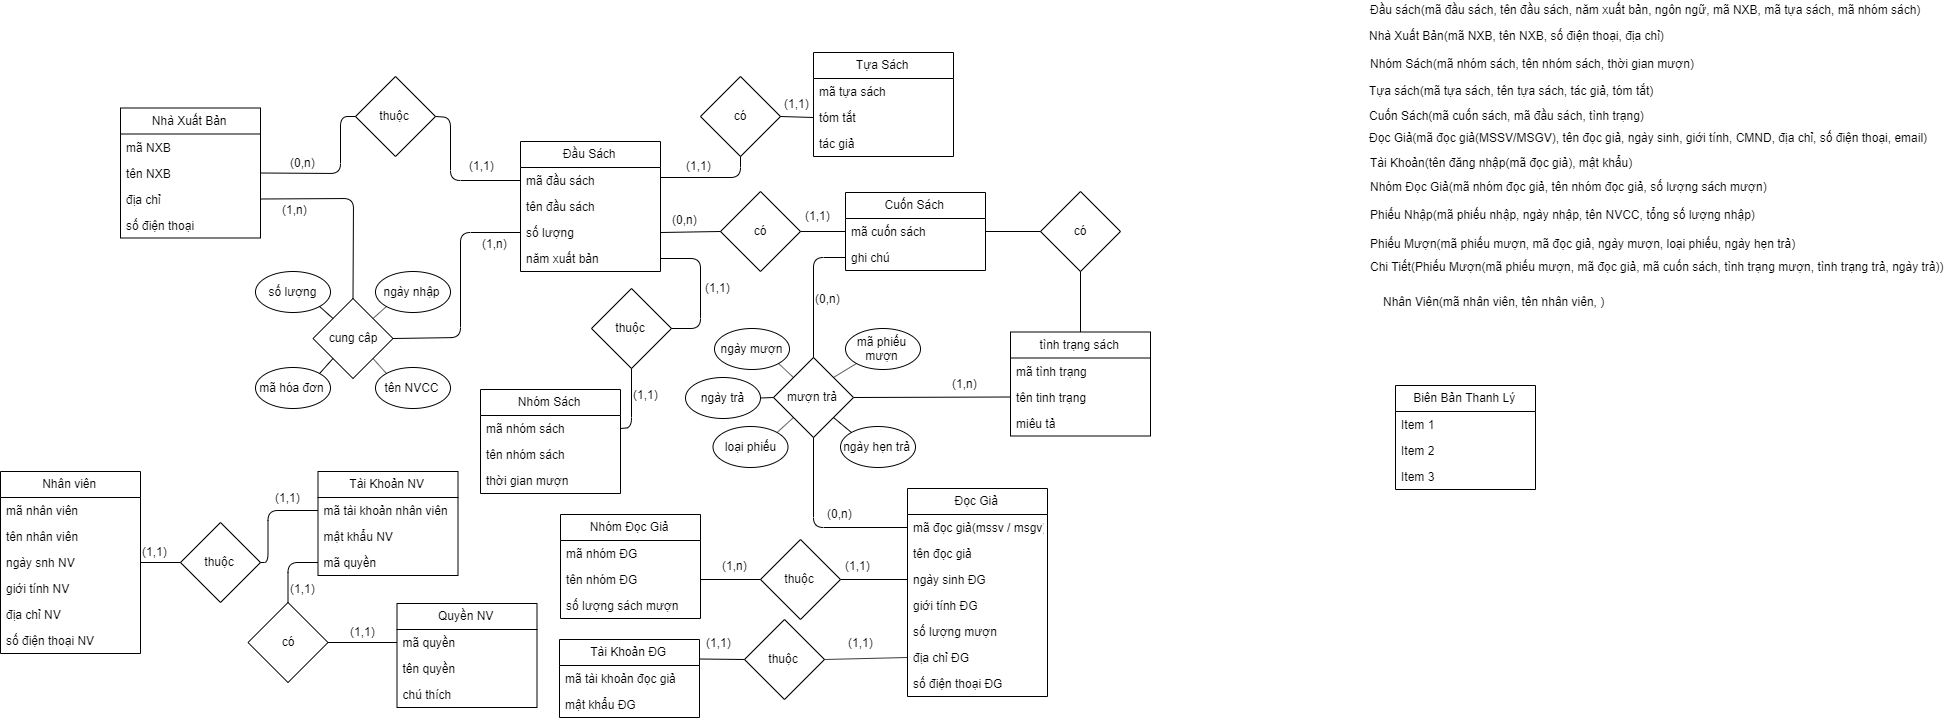 Nhà Xuất Bản
mã NXB
tên NXB
địa chỉ
số điện thoại
thuộc
(0,n)
(1,1)
(1,n)
(1,n)
số lượng
ngày nhập
cung cấp
mã hóa đơn
tên NVCC
Đầu Sách
mã đầu sách
tên đầu sách
số lượng
năm xuất bản
có
(1,1)
(1,1)
Tựa Sách
mã tựa sách
tóm tắt
tác giả
(0,n)
có
(1,1)
Cuốn Sách
mã cuốn sách
ghi chú
có
(1,1)
thuộc
(1,1)
Nhóm Sách
mã nhóm sách
tên nhóm sách
thời gian mượn
(0,n)
ngày mượn
mã phiếu
mượn
ngày trả
mượn trả
loại phiếu
ngày hẹn trả
(1,n)
(0,n)
tình trạng sách
mã tình trạng
tên tinh trạng
miêu tả
Nhân viên
mã nhân viên
tên nhân viên
ngày snh NV
giới tính NV
địa chỉ NV
số điện thoại NV
(1,1)
thuộc
(1,1)
Tài Khoản NV
mã tài khoản nhân viên
mật khẩu NV
mã quyền
(1,1)
có
(1,1)
Quyền NV
mã quyền
tên quyền
chú thích
Nhóm Đọc Giả
mã nhóm ĐG
tên nhóm ĐG
số lượng sách mượn
(1,n)
thuộc
(1,1)
Tài Khoản ĐG
mã tài khoản đọc giả
mật khẩu ĐG
(1,1)
thuộc
(1,1)
Đọc Giả
mã đọc giả(mssv / msgv)
tên đọc giả
ngày sinh ĐG
giới tính ĐG
số lượng mượn
địa chỉ ĐG
số điện thoại ĐG
Đầu sách(mã đầu sách, tên đầu sách, năm xuất bản, ngôn ngữ, mã NXB, mã tựa sách, mã nhóm sách)
Nhà Xuất Bản(mã NXB, tên NXB, số điện thoại, địa chỉ)
Nhóm Sách(mã nhóm sách, tên nhóm sách, thời gian mượn)
Tựa sách(mã tựa sách, tên tựa sách, tác giả, tóm tắt)
Cuốn Sách(mã cuốn sách, mã đầu sách, tình trạng)
Đọc Giả(mã đọc giả(MSSV/MSGV), tên đọc giả, ngày sinh, giới tính, CMND, địa chỉ, số điện thoại, email)
Tài Khoản(tên đăng nhập(mã đọc giả), mật khẩu)
Nhóm Đọc Giả(mã nhóm đọc giả, tên nhóm đọc giả, số lượng sách mượn)
Phiếu Nhập(mã phiếu nhập, ngày nhập, tên NVCC, tổng số lượng nhập)
Phiếu Mượn(mã phiếu mượn, mã đọc giả, ngày mượn, loại phiếu, ngày hẹn trả)
Chi Tiết(Phiếu Mượn(mã phiếu mượn, mã đọc giả, mã cuốn sách, tình trạng mượn, tình trạng trả, ngày trả))
Nhân Viên(mã nhân viên, tên nhân viên, )
Biên Bản Thanh Lý
Item 1
Item 2
Item 3